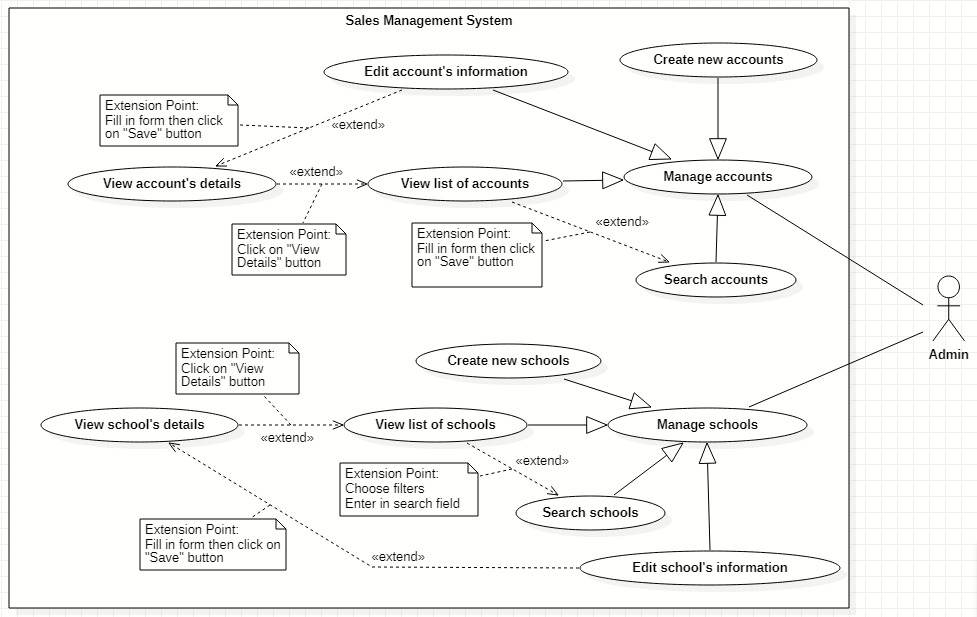 Sales Management System
Edit account's information
Create new accounts
Extension Point:
Fill in form then click
on "Save" button
«extend»
View account's details
«extend»
View list of accounts
Manage accounts
Extension Point:
Click on "View
Details" button
Extension Point:
Fill in form then click
on "Save" button
«extend»
Search accounts
Admin
Extension Point:
Click on "View
Details" button
Create new schools
View school's details
«extend»
View list of schools
Manage schools
Extension Point:
Choose filters
Enter in search field
«extend»
Search schools
Extension Point:
Fill in form then click on
"Save" button
«extend»
Edit school's information